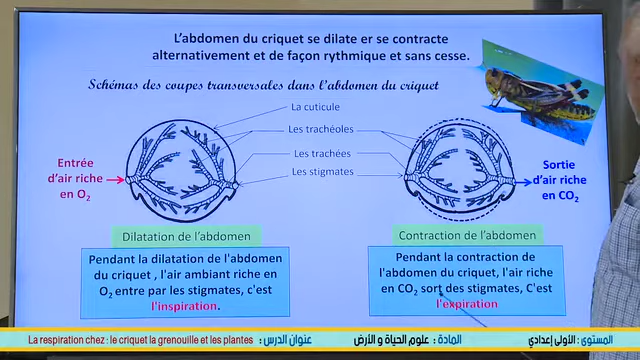 L'abdomen du criquet se dilate er se contracte
alternativement et de façon rythmique et sans cesse.
Schémas des coupes transversales dans l'abdomen du criquet
La cuticule
Les trachéoles
Les trachées
Les stigmates
Entrée
d'air riche
en O₂
Sortie
d'air riche
en CO₂
Dilatation de l'abdomen
Contraction de l'abdomen
Pendant la dilatation de l'abdomen
du criquet , l'air ambiant riche en
O₂ entre par les stigmates, c'est
l'inspiration.
Pendant la contraction de
l'abdomen du criquet, l'air riche
en CO₂ sort des stigmates, C'est
l'expiration
المستوى : الأولى إعدادي
المادة : علوم الحياة و الأرض
عنوان الدرس : La respiration chez : le criquet la grenouille et les plantes